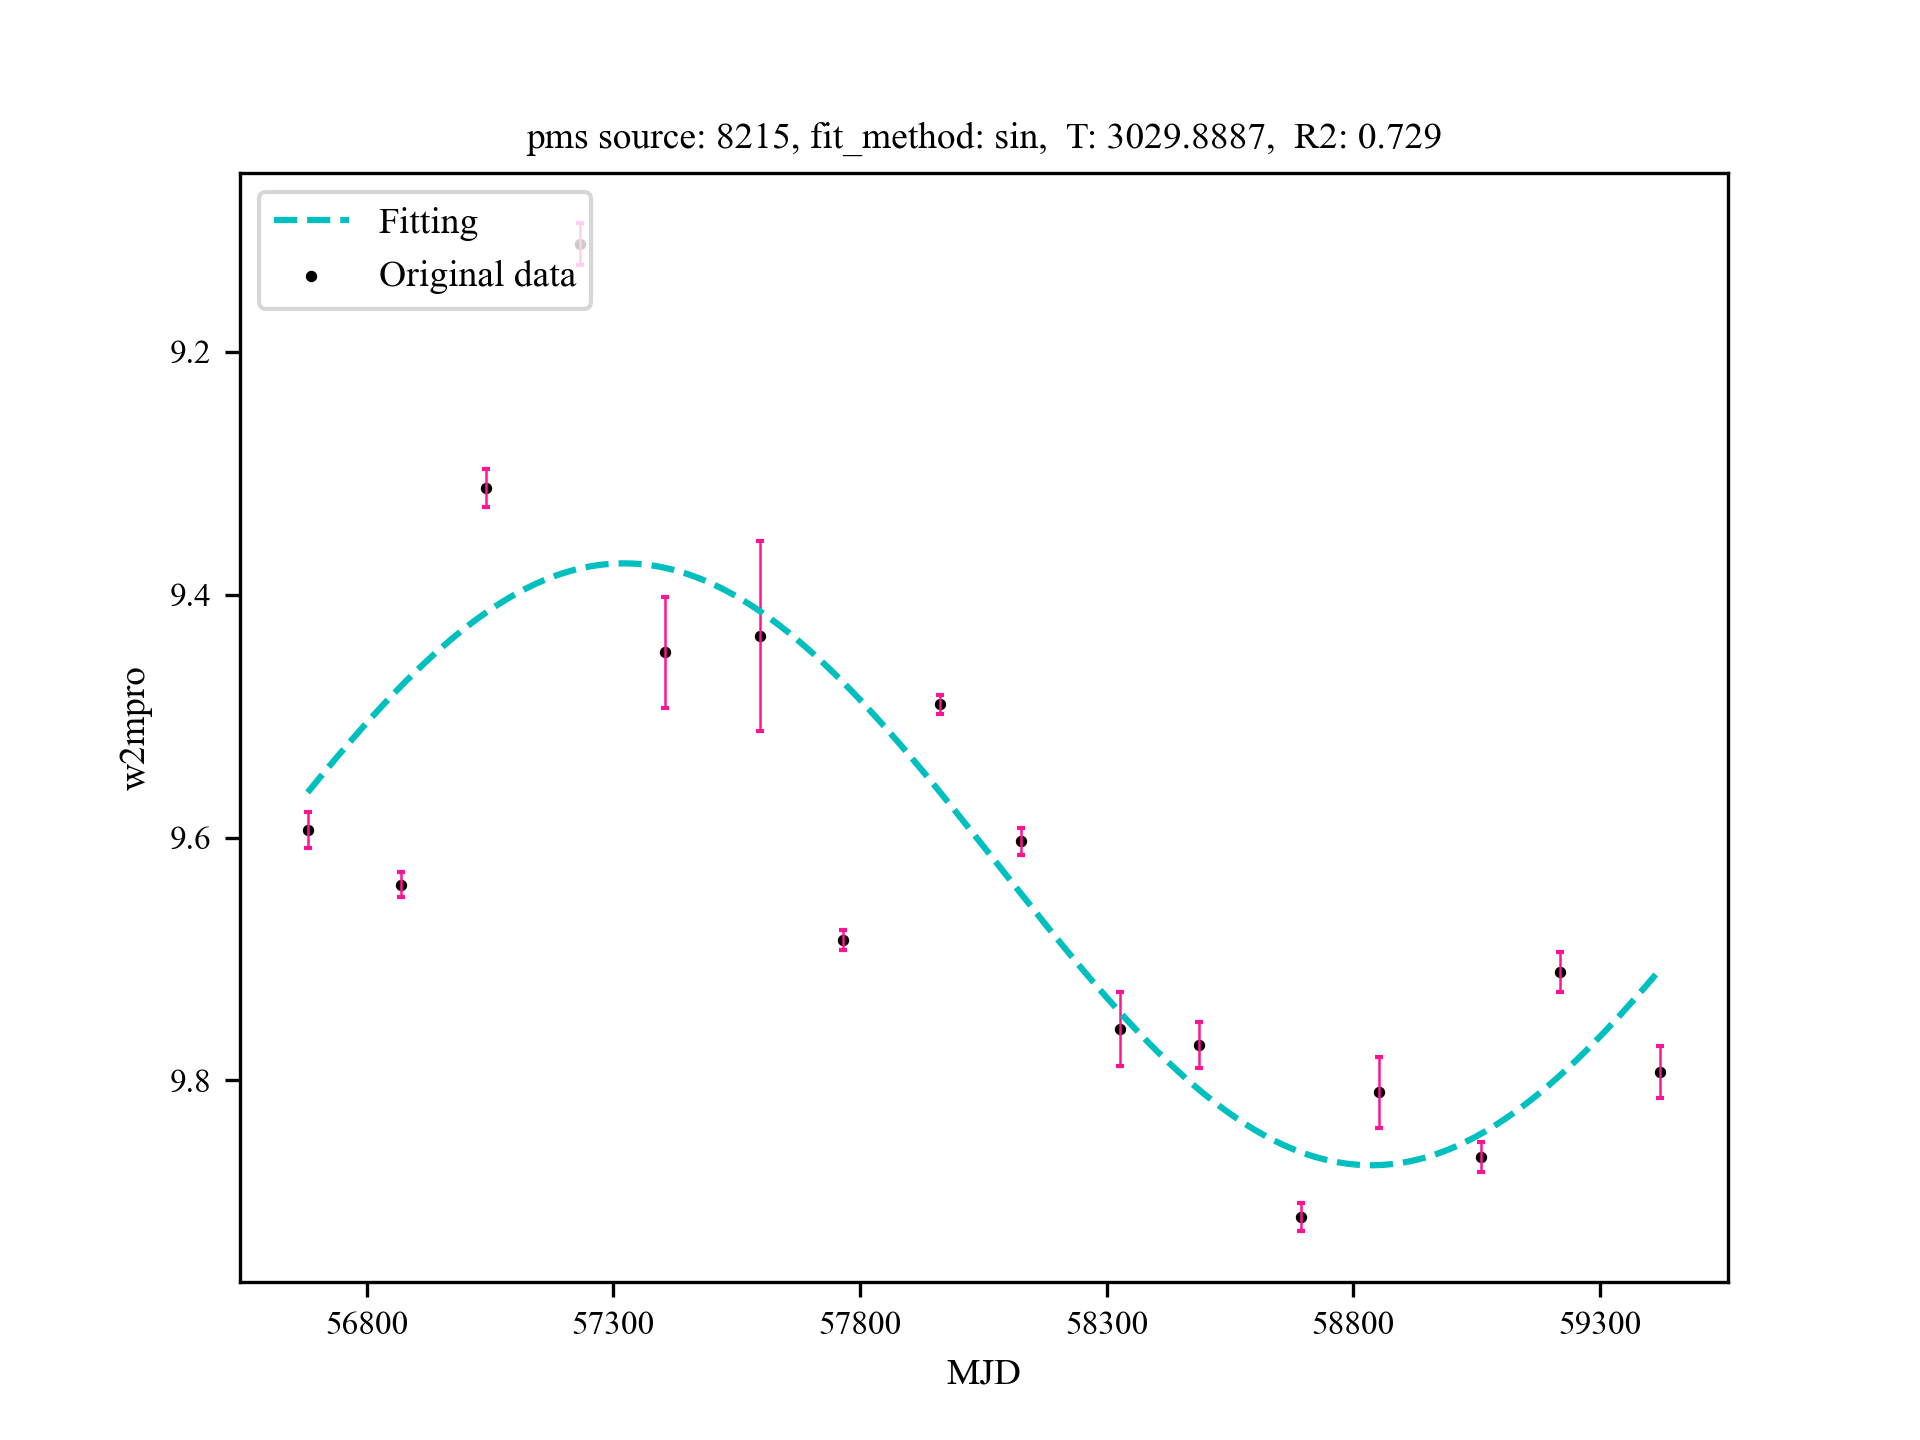 pms source: 8215, fit_method: sin,  T: 3029.8887,  R2: 0.729
Fitting
Original data
9.2
9.4
9.6
9.8
w2mpro
56800 57300 57800 58300 58800 59300
MJD